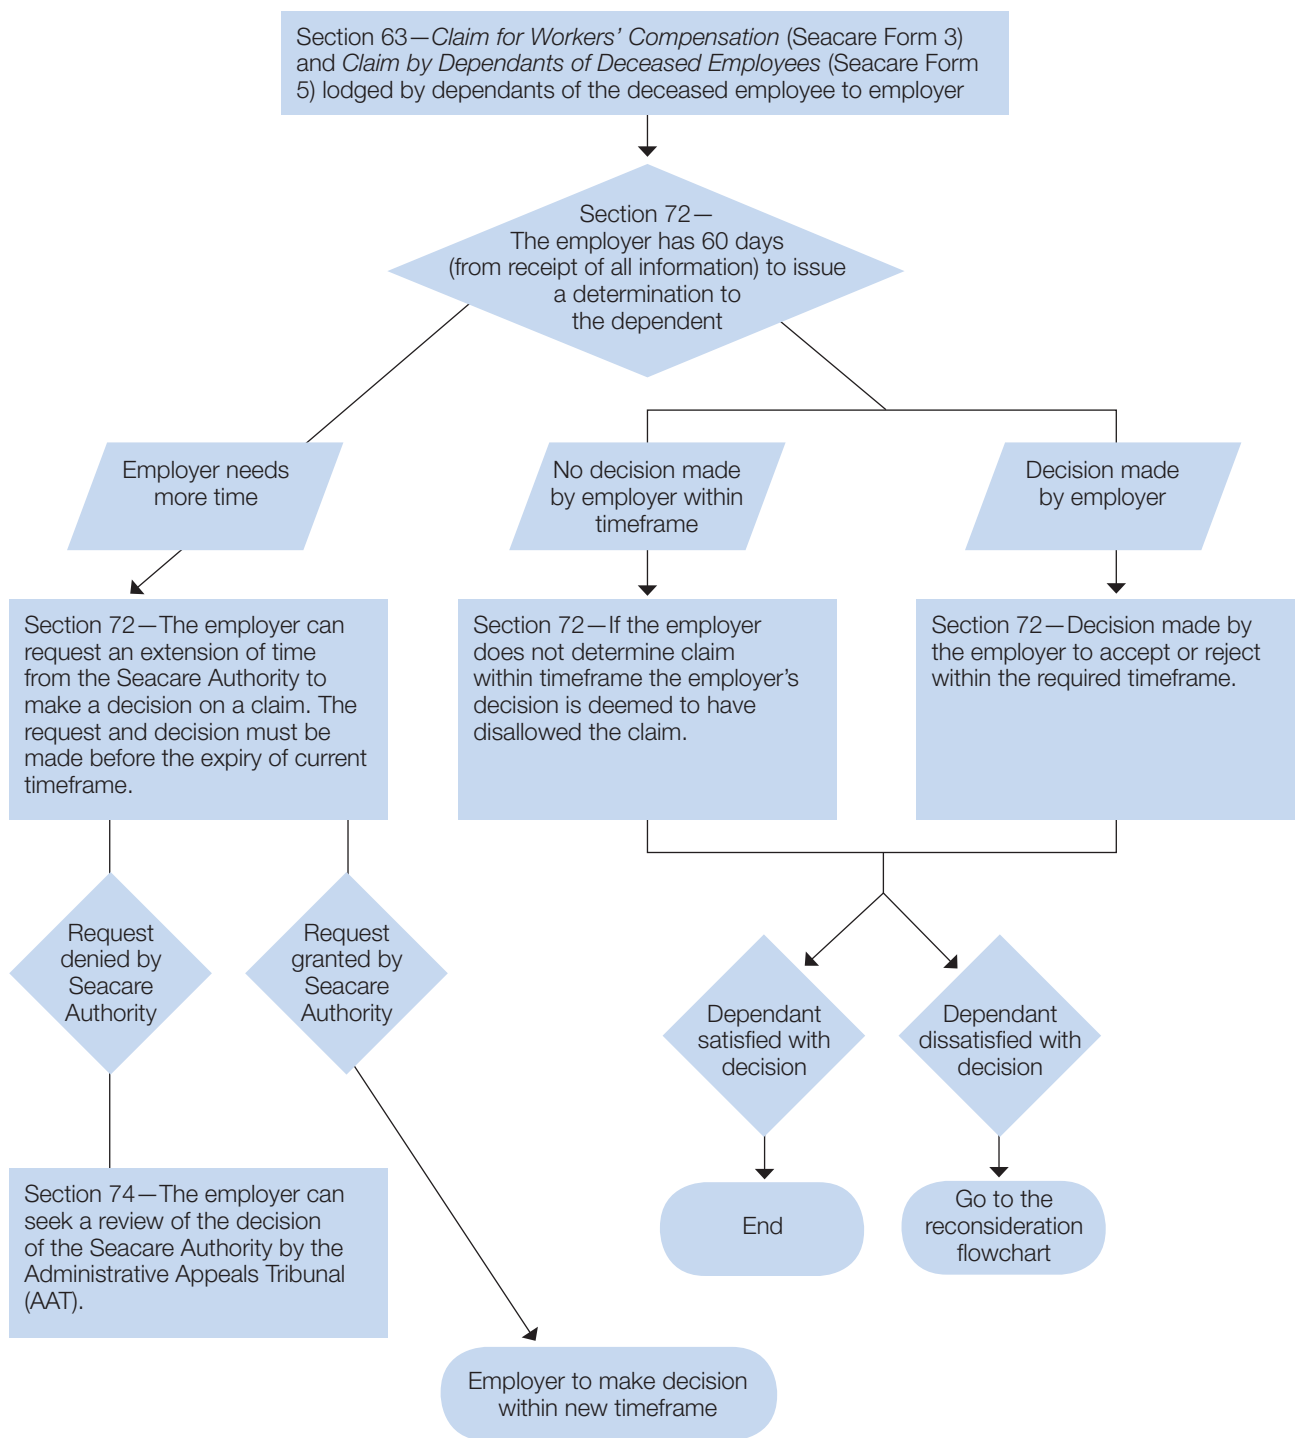 Section 63—Claim for Workers' Compensation (Seacare Form 3)
and Claim by Dependants of Deceased Employees (Seacare Form
5) lodged by dependants of the deceased employee to employer
Section 72—
The employer has 60 days
(from receipt of all information) to issue
a determination to
the dependent
Employer needs
more time
No decision made
by employer within
timeframe
Decision made
by employer
Section 72—The employer can
request an extension of time
from the Seacare Authority to
make a decision on a claim. The
request and decision must be
made before the expiry of current
timeframe.
Section 72—If the employer
does not determine claim
within timeframe the employer's
decision is deemed to have
disallowed the claim.
Section 72—Decision made by
the employer to accept or reject
within the required timeframe.
Request
denied by
Seacare
Authority
Request
granted by
Seacare
Authority
Dependant
satisfied with
decision
Dependant
dissatisfied with
decision
Section 74—The employer can
seek a review of the decision
of the Seacare Authority by the
Administrative Appeals Tribunal
(AAT).
End
Go to the
reconsideration
flowchart
Employer to make decision
within new timeframe